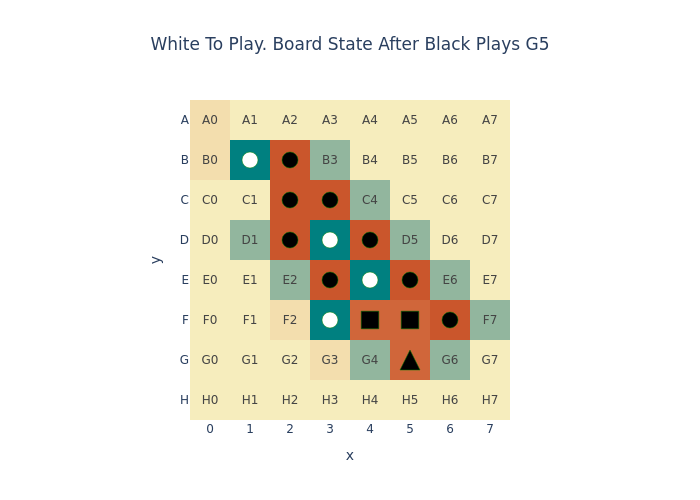 White To Play. Board State After Black Plays G5
A A0 A1 A2 A3 A4 A5 A6 A7
B B0 B3 B4 B5 B6 B7
C C0 C1 C4 C5 C6 C7
D D0 D1 D5 D6 D7
y
E E0 E1 E2 E6 E7
F F0 F1 F2 F7
G G0 G1 G2 G3 G4 G6 G7
H H0 H1 H2 H3 H4 H5 H6 H7
0 1 2 3 4 5 6 7
x